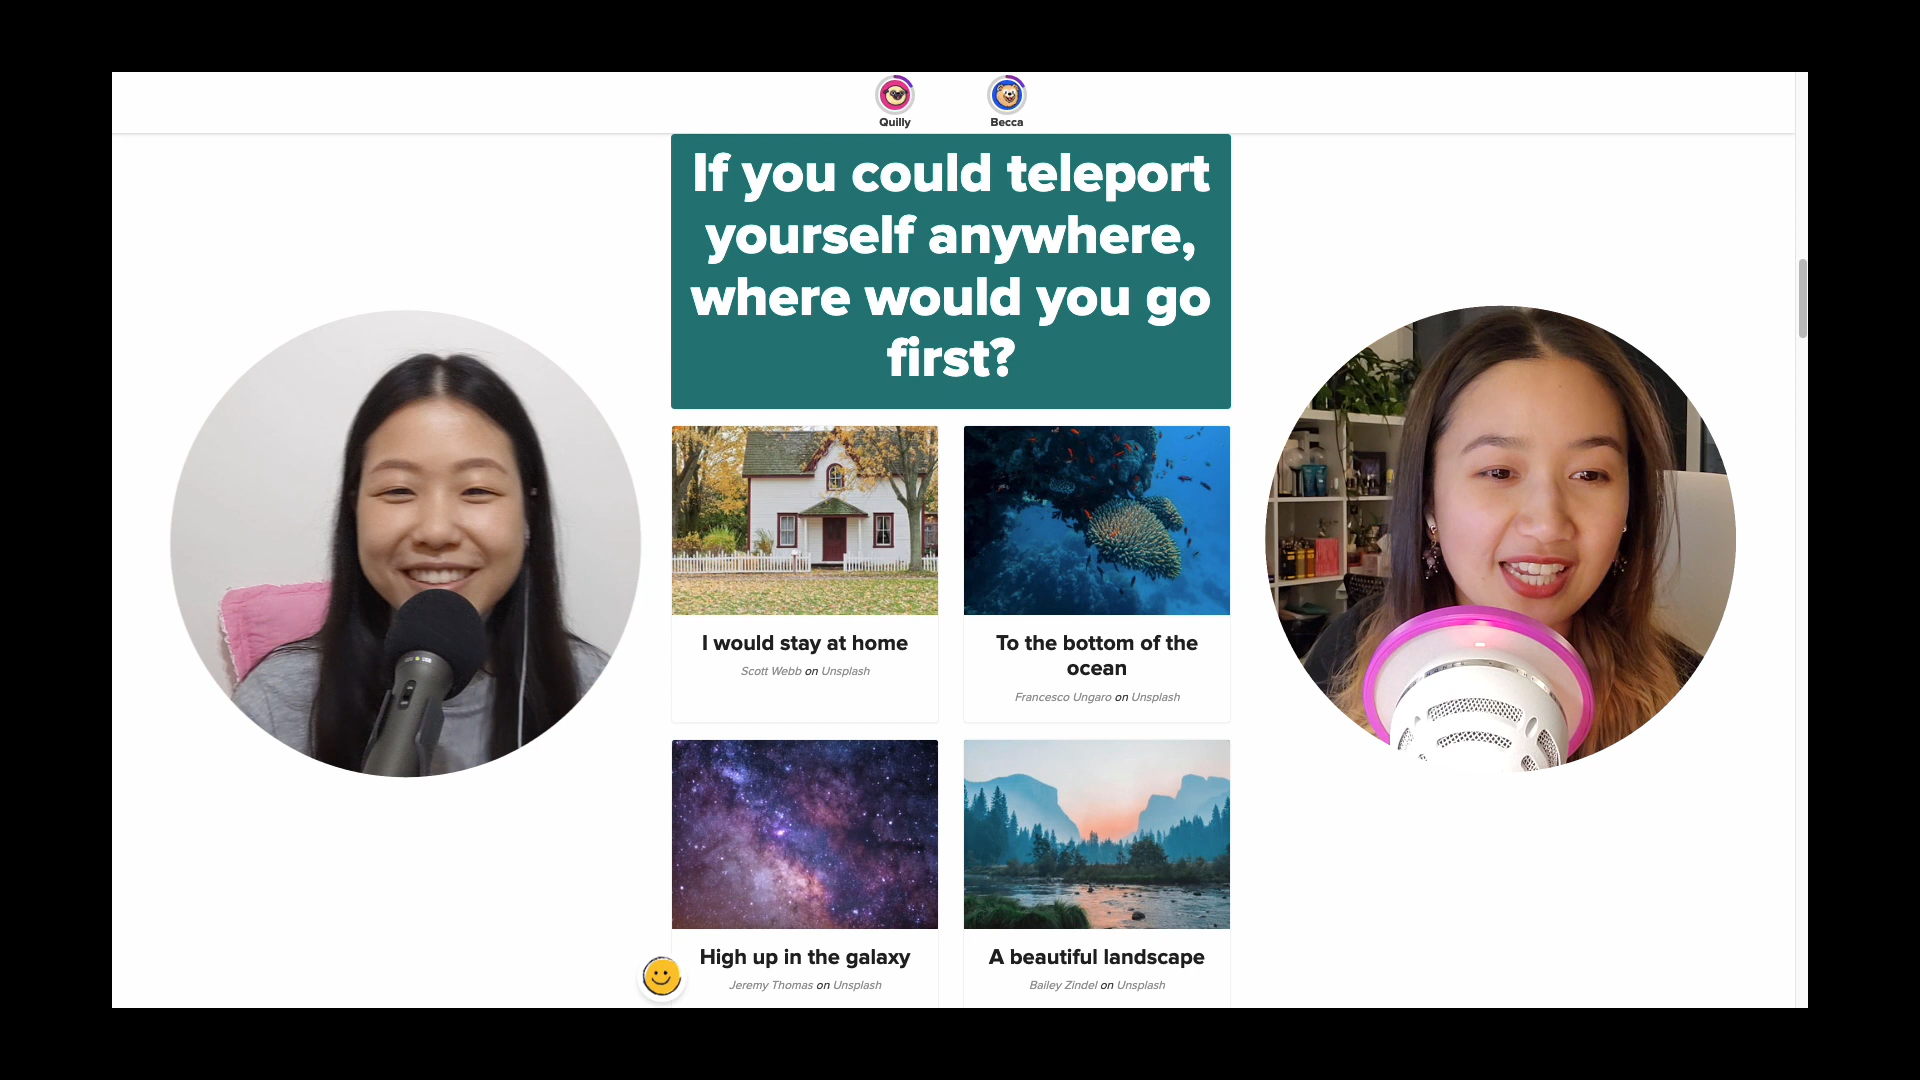 Quilly
Becca
If you could teleport
yourself anywhere,
where would you go
first?
I would stay at home
Scott Webb on Unsplash
To the bottom of the
ocean
Francesco Ungaro on Unsplash
High up in the galaxy
Jeremy Thomas on Unsplash
A beautiful landscape
Bailey Zindel on Unsplash